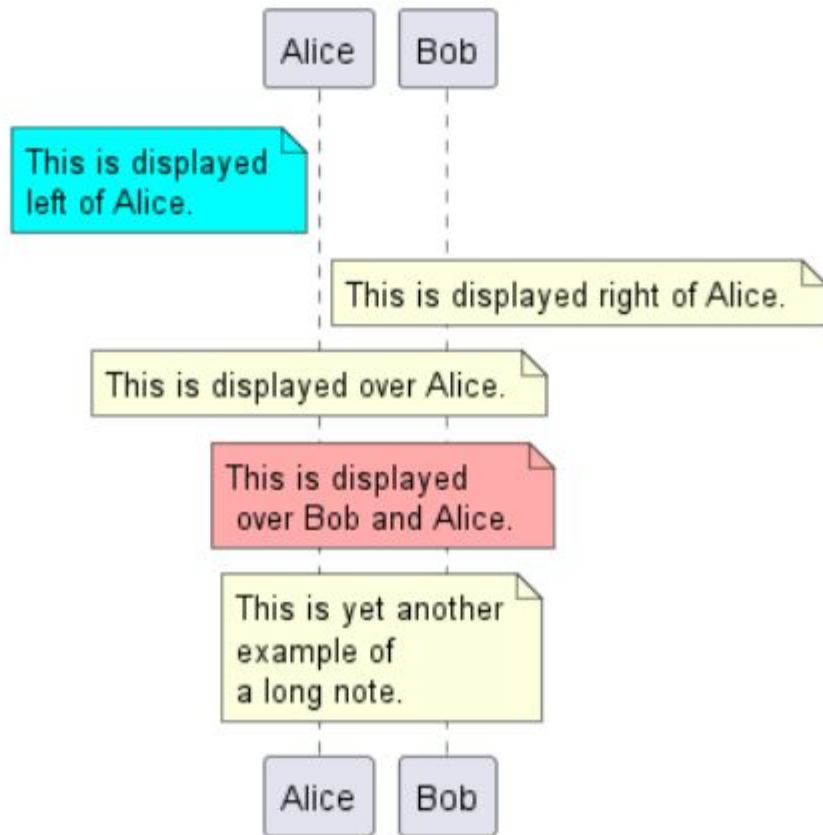 Alice Bob
This is displayed
left of Alice.
This is displayed right of Alice.
This is displayed over Alice.
This is displayed
over Bob and Alice.
This is yet another
example of
a long note.
Alice Bob